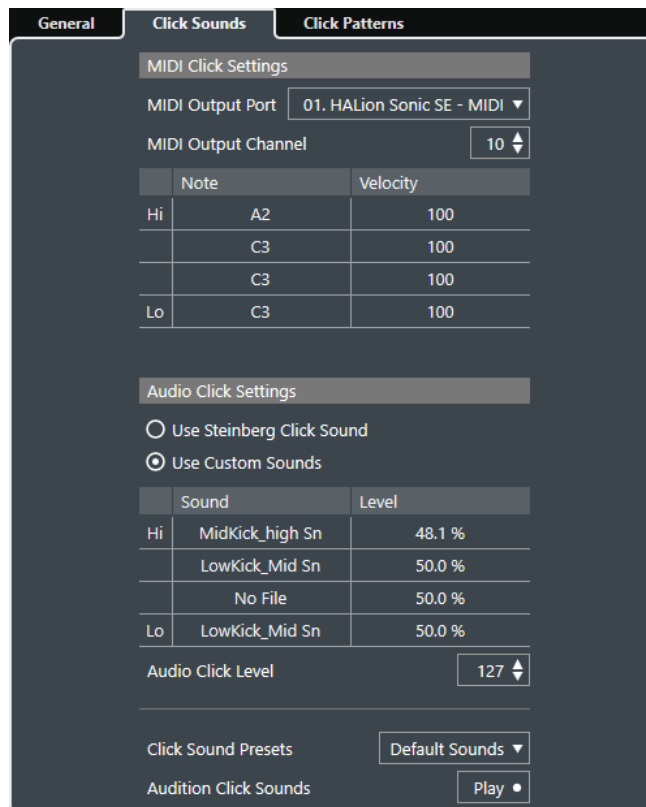 General Click Sounds Click Patterns
MIDI Click Settings
MIDI Output Port 01. HALion Sonic SE - MIDI
MIDI Output Channel 10
Note Velocity
Hi A2 100
C3 100
C3 100
Lo C3 100
Audio Click Settings
Use Steinberg Click Sound
Use Custom Sounds
Sound Level
Hi MidKick_high Sn 48.1 %
LowKick_Mid Sn 50.0 %
No File 50.0 %
Lo LowKick_Mid Sn 50.0 %
Audio Click Level 127
Click Sound Presets Default Sounds
Audition Click Sounds Play